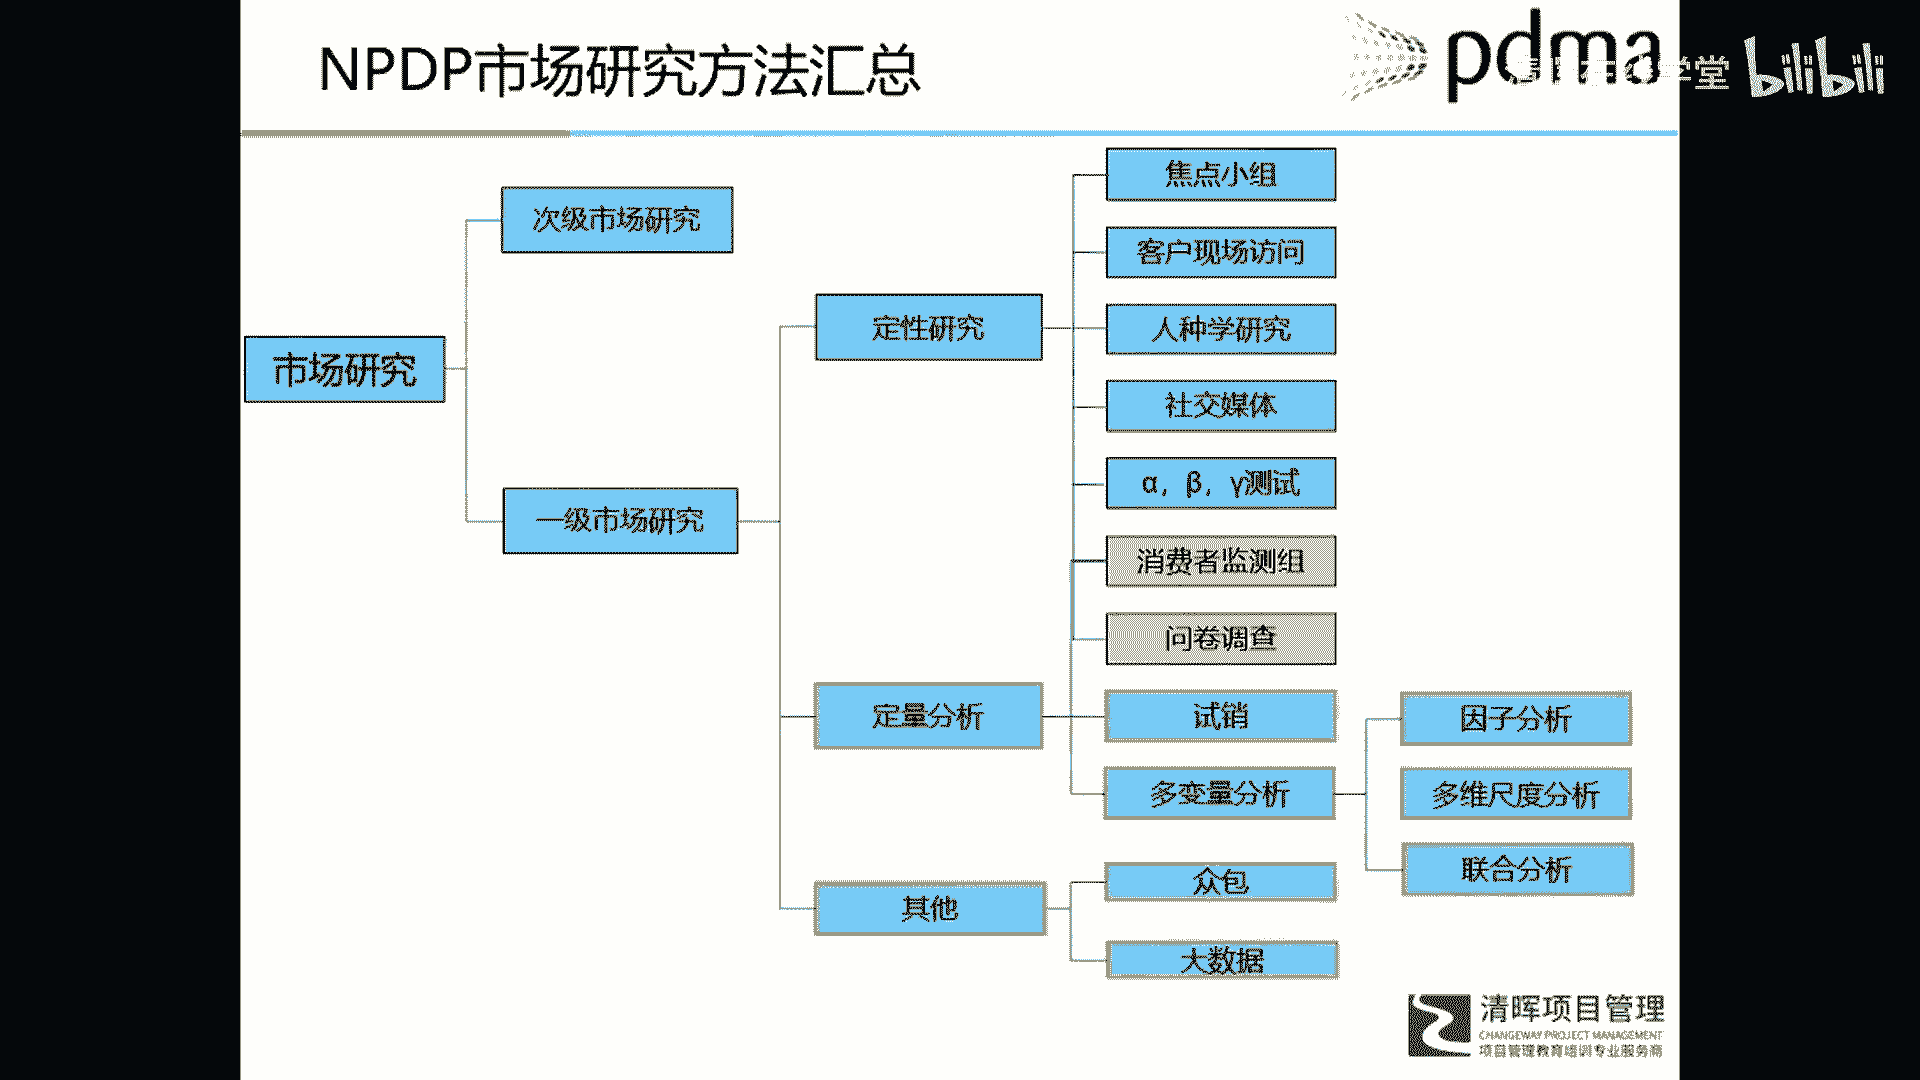 NPDP市场研究方法汇总
pdma
清晖在线学堂
bilibili
焦点小组
次级市场研究
客户现场访问
定性研究
人种学研究
市场研究
社交媒体
α，β，γ测试
一级市场研究
消费者监测组
问卷调查
定量分析
试销
因子分析
多变量分析
多维尺度分析
联合分析
众包
其他
大数据
清晖项目管理
CHANGEWAY PROJECT MANAGEMENT
项目管理教育培训专业服务商